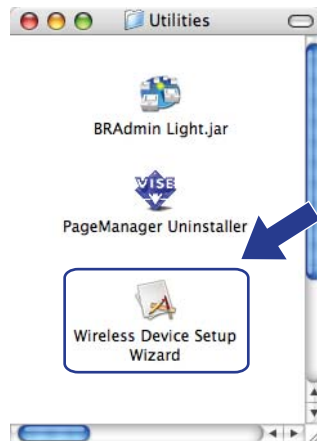 Utilities
BRAdmin Light.jar
VISE
PageManager Uninstaller
Wireless Device Setup
Wizard